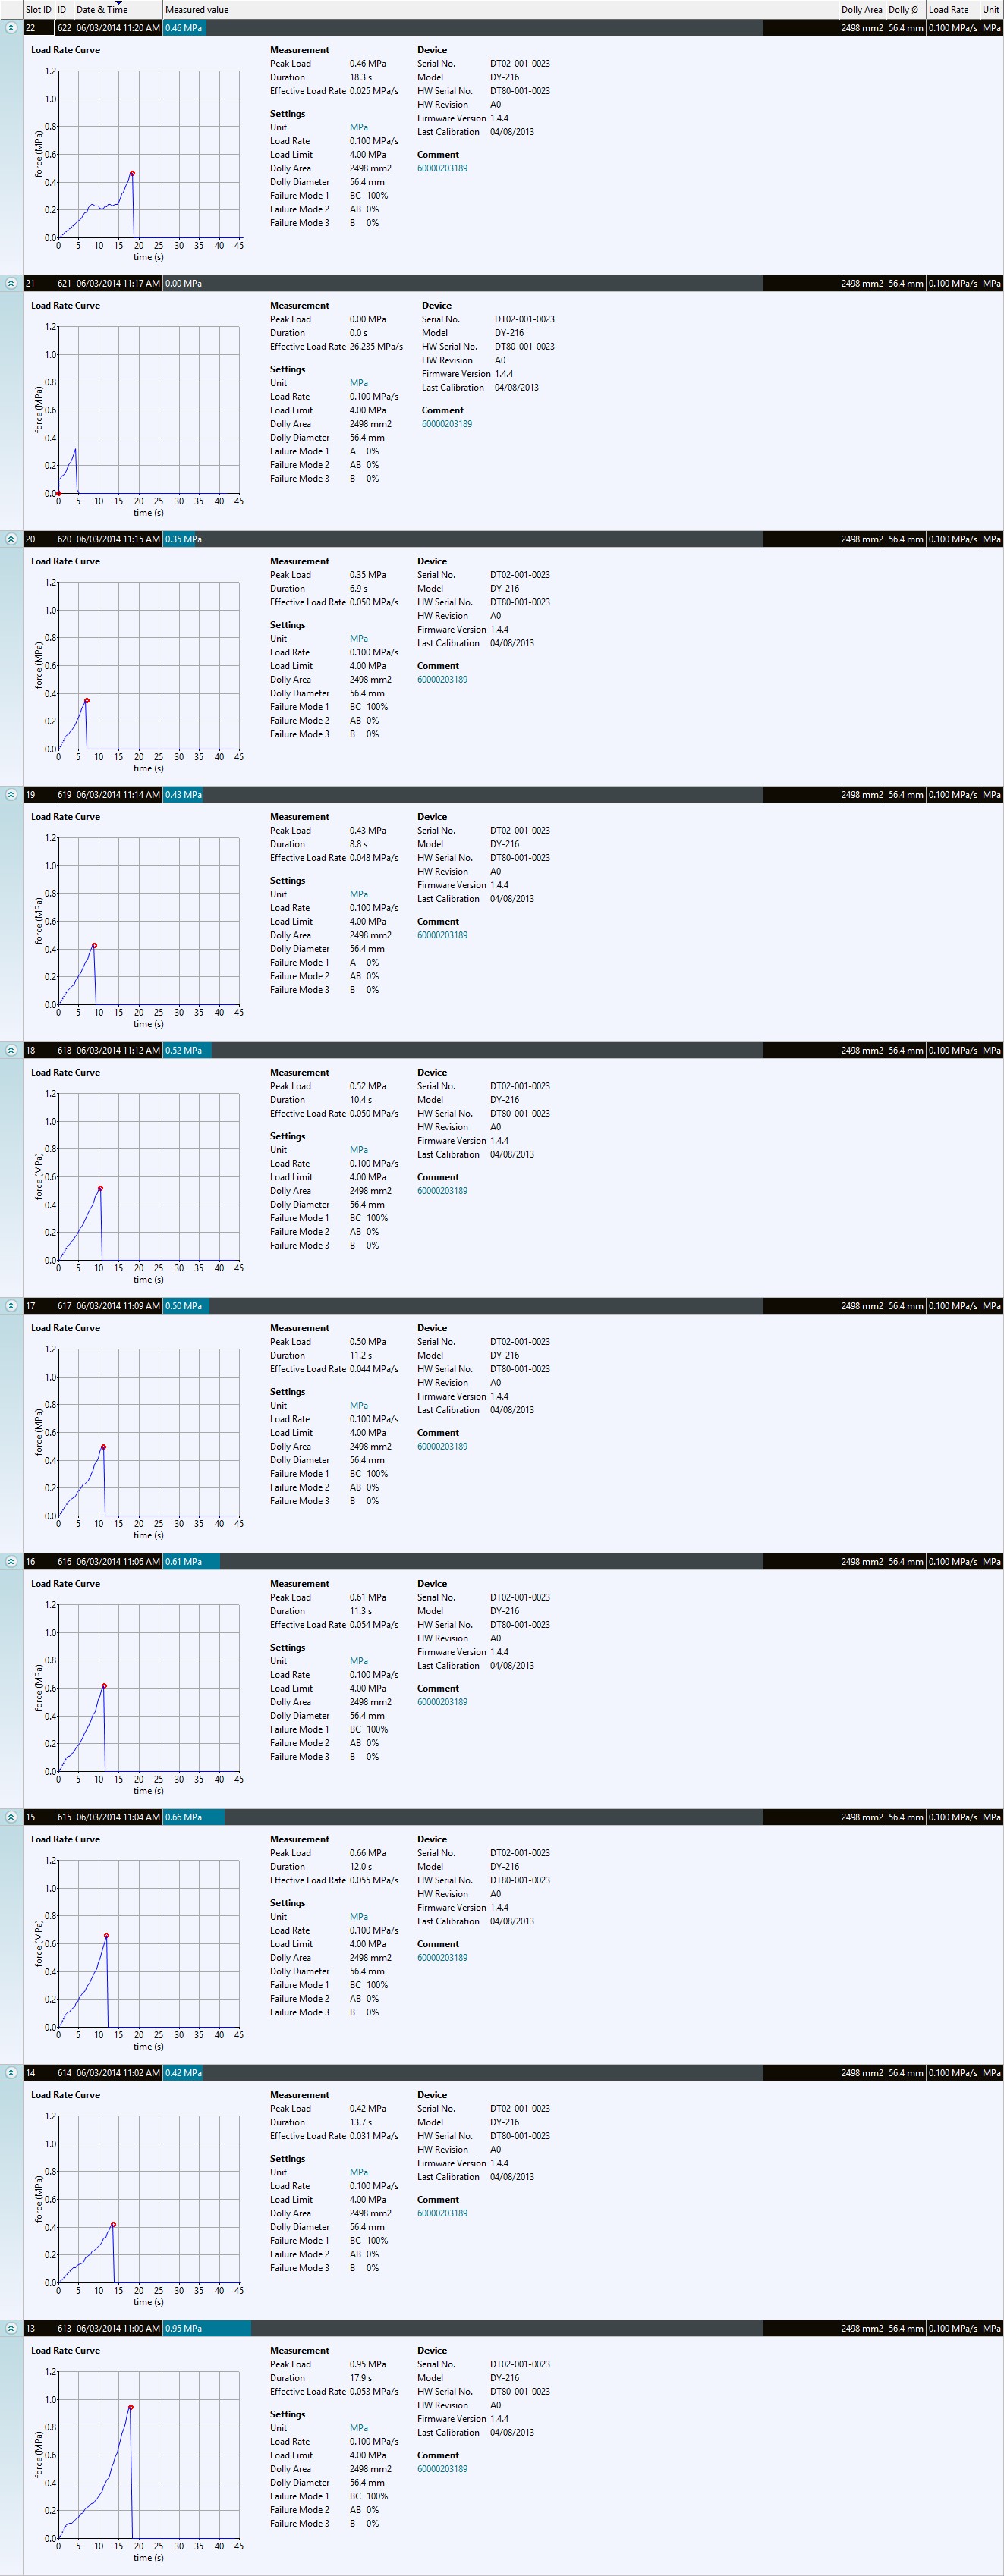 Slot ID ID Date & Time Measured value Dolly Area Dolly Ø Load Rate Unit
22 622 06/03/2014 11:20 AM 0.46 MPa 2498 mm2 56.4 mm 0.100 MPa/s MPa
Load Rate Curve
force (MPa)
1.2
1.0
0.8
0.6
0.4
0.2
0.0
0 5 10 15 20 25 30 35 40 45
time (s)
Measurement
Peak Load 0.46 MPa
Duration 18.3 s
Effective Load Rate 0.025 MPa/s
Settings
Unit MPa
Load Rate 0.100 MPa/s
Load Limit 4.00 MPa
Dolly Area 2498 mm2
Dolly Diameter 56.4 mm
Failure Mode 1 BC 100%
Failure Mode 2 AB 0%
Failure Mode 3 B 0%
Device
Serial No. DT02-001-0023
Model DY-216
HW Serial No. DT80-001-0023
HW Revision A0
Firmware Version 1.4.4
Last Calibration 04/08/2013
Comment
60000203189
21 621 06/03/2014 11:17 AM 0.00 MPa 2498 mm2 56.4 mm 0.100 MPa/s MPa
Load Rate Curve
force (MPa)
1.2
1.0
0.8
0.6
0.4
0.2
0.0
0 5 10 15 20 25 30 35 40 45
time (s)
Measurement
Peak Load 0.00 MPa
Duration 0.0 s
Effective Load Rate 26.235 MPa/s
Settings
Unit MPa
Load Rate 0.100 MPa/s
Load Limit 4.00 MPa
Dolly Area 2498 mm2
Dolly Diameter 56.4 mm
Failure Mode 1 A 0%
Failure Mode 2 AB 0%
Failure Mode 3 B 0%
Device
Serial No. DT02-001-0023
Model DY-216
HW Serial No. DT80-001-0023
HW Revision A0
Firmware Version 1.4.4
Last Calibration 04/08/2013
Comment
60000203189
20 620 06/03/2014 11:15 AM 0.35 MPa 2498 mm2 56.4 mm 0.100 MPa/s MPa
Load Rate Curve
force (MPa)
1.2
1.0
0.8
0.6
0.4
0.2
0.0
0 5 10 15 20 25 30 35 40 45
time (s)
Measurement
Peak Load 0.35 MPa
Duration 6.9 s
Effective Load Rate 0.050 MPa/s
Settings
Unit MPa
Load Rate 0.100 MPa/s
Load Limit 4.00 MPa
Dolly Area 2498 mm2
Dolly Diameter 56.4 mm
Failure Mode 1 BC 100%
Failure Mode 2 AB 0%
Failure Mode 3 B 0%
Device
Serial No. DT02-001-0023
Model DY-216
HW Serial No. DT80-001-0023
HW Revision A0
Firmware Version 1.4.4
Last Calibration 04/08/2013
Comment
60000203189
19 619 06/03/2014 11:14 AM 0.43 MPa 2498 mm2 56.4 mm 0.100 MPa/s MPa
Load Rate Curve
force (MPa)
1.2
1.0
0.8
0.6
0.4
0.2
0.0
0 5 10 15 20 25 30 35 40 45
time (s)
Measurement
Peak Load 0.43 MPa
Duration 8.8 s
Effective Load Rate 0.048 MPa/s
Settings
Unit MPa
Load Rate 0.100 MPa/s
Load Limit 4.00 MPa
Dolly Area 2498 mm2
Dolly Diameter 56.4 mm
Failure Mode 1 A 0%
Failure Mode 2 AB 0%
Failure Mode 3 B 0%
Device
Serial No. DT02-001-0023
Model DY-216
HW Serial No. DT80-001-0023
HW Revision A0
Firmware Version 1.4.4
Last Calibration 04/08/2013
Comment
60000203189
18 618 06/03/2014 11:12 AM 0.52 MPa 2498 mm2 56.4 mm 0.100 MPa/s MPa
Load Rate Curve
force (MPa)
1.2
1.0
0.8
0.6
0.4
0.2
0.0
0 5 10 15 20 25 30 35 40 45
time (s)
Measurement
Peak Load 0.52 MPa
Duration 10.4 s
Effective Load Rate 0.050 MPa/s
Settings
Unit MPa
Load Rate 0.100 MPa/s
Load Limit 4.00 MPa
Dolly Area 2498 mm2
Dolly Diameter 56.4 mm
Failure Mode 1 BC 100%
Failure Mode 2 AB 0%
Failure Mode 3 B 0%
Device
Serial No. DT02-001-0023
Model DY-216
HW Serial No. DT80-001-0023
HW Revision A0
Firmware Version 1.4.4
Last Calibration 04/08/2013
Comment
60000203189
17 617 06/03/2014 11:09 AM 0.50 MPa 2498 mm2 56.4 mm 0.100 MPa/s MPa
Load Rate Curve
force (MPa)
1.2
1.0
0.8
0.6
0.4
0.2
0.0
0 5 10 15 20 25 30 35 40 45
time (s)
Measurement
Peak Load 0.50 MPa
Duration 11.2 s
Effective Load Rate 0.044 MPa/s
Settings
Unit MPa
Load Rate 0.100 MPa/s
Load Limit 4.00 MPa
Dolly Area 2498 mm2
Dolly Diameter 56.4 mm
Failure Mode 1 BC 100%
Failure Mode 2 AB 0%
Failure Mode 3 B 0%
Device
Serial No. DT02-001-0023
Model DY-216
HW Serial No. DT80-001-0023
HW Revision A0
Firmware Version 1.4.4
Last Calibration 04/08/2013
Comment
60000203189
16 616 06/03/2014 11:06 AM 0.61 MPa 2498 mm2 56.4 mm 0.100 MPa/s MPa
Load Rate Curve
force (MPa)
1.2
1.0
0.8
0.6
0.4
0.2
0.0
0 5 10 15 20 25 30 35 40 45
time (s)
Measurement
Peak Load 0.61 MPa
Duration 11.3 s
Effective Load Rate 0.054 MPa/s
Settings
Unit MPa
Load Rate 0.100 MPa/s
Load Limit 4.00 MPa
Dolly Area 2498 mm2
Dolly Diameter 56.4 mm
Failure Mode 1 BC 100%
Failure Mode 2 AB 0%
Failure Mode 3 B 0%
Device
Serial No. DT02-001-0023
Model DY-216
HW Serial No. DT80-001-0023
HW Revision A0
Firmware Version 1.4.4
Last Calibration 04/08/2013
Comment
60000203189
15 615 06/03/2014 11:04 AM 0.66 MPa 2498 mm2 56.4 mm 0.100 MPa/s MPa
Load Rate Curve
force (MPa)
1.2
1.0
0.8
0.6
0.4
0.2
0.0
0 5 10 15 20 25 30 35 40 45
time (s)
Measurement
Peak Load 0.66 MPa
Duration 12.0 s
Effective Load Rate 0.055 MPa/s
Settings
Unit MPa
Load Rate 0.100 MPa/s
Load Limit 4.00 MPa
Dolly Area 2498 mm2
Dolly Diameter 56.4 mm
Failure Mode 1 BC 100%
Failure Mode 2 AB 0%
Failure Mode 3 B 0%
Device
Serial No. DT02-001-0023
Model DY-216
HW Serial No. DT80-001-0023
HW Revision A0
Firmware Version 1.4.4
Last Calibration 04/08/2013
Comment
60000203189
14 614 06/03/2014 11:02 AM 0.42 MPa 2498 mm2 56.4 mm 0.100 MPa/s MPa
Load Rate Curve
force (MPa)
1.2
1.0
0.8
0.6
0.4
0.2
0.0
0 5 10 15 20 25 30 35 40 45
time (s)
Measurement
Peak Load 0.42 MPa
Duration 13.7 s
Effective Load Rate 0.031 MPa/s
Settings
Unit MPa
Load Rate 0.100 MPa/s
Load Limit 4.00 MPa
Dolly Area 2498 mm2
Dolly Diameter 56.4 mm
Failure Mode 1 BC 100%
Failure Mode 2 AB 0%
Failure Mode 3 B 0%
Device
Serial No. DT02-001-0023
Model DY-216
HW Serial No. DT80-001-0023
HW Revision A0
Firmware Version 1.4.4
Last Calibration 04/08/2013
Comment
60000203189
13 613 06/03/2014 11:00 AM 0.95 MPa 2498 mm2 56.4 mm 0.100 MPa/s MPa
Load Rate Curve
force (MPa)
1.2
1.0
0.8
0.6
0.4
0.2
0.0
0 5 10 15 20 25 30 35 40 45
time (s)
Measurement
Peak Load 0.95 MPa
Duration 17.9 s
Effective Load Rate 0.053 MPa/s
Settings
Unit MPa
Load Rate 0.100 MPa/s
Load Limit 4.00 MPa
Dolly Area 2498 mm2
Dolly Diameter 56.4 mm
Failure Mode 1 BC 100%
Failure Mode 2 AB 0%
Failure Mode 3 B 0%
Device
Serial No. DT02-001-0023
Model DY-216
HW Serial No. DT80-001-0023
HW Revision A0
Firmware Version 1.4.4
Last Calibration 04/08/2013
Comment
60000203189